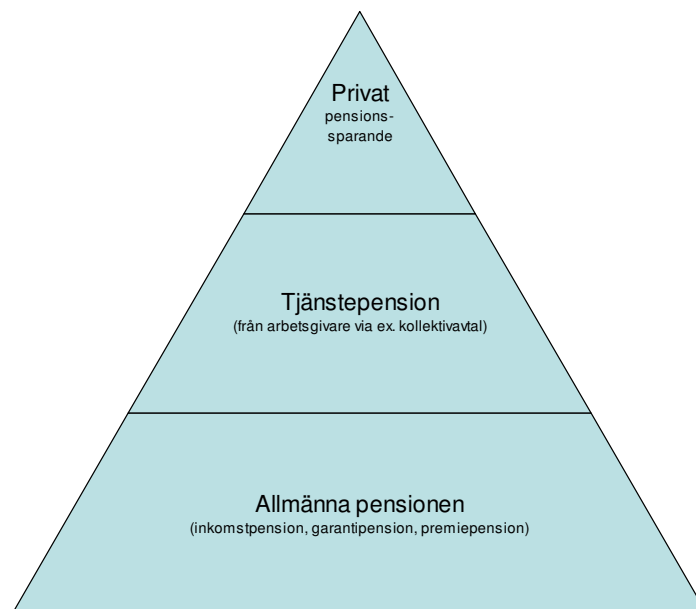 Privat
pensions-
sparande
Tjänstepension
(från arbetsgivare via ex. kollektivavtal)
Allmänna pensionen
(inkomstpension, garantipension, premiepension)